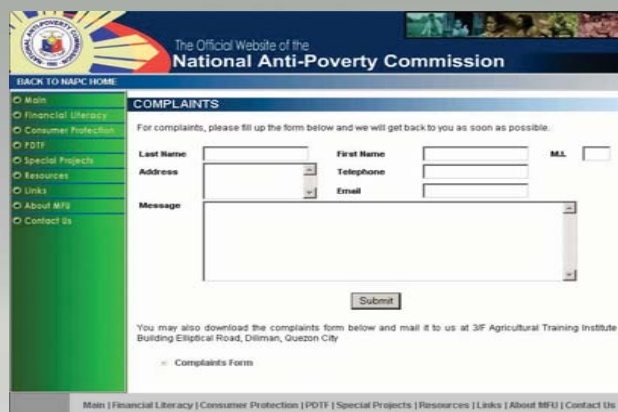 The Official Website of the
National Anti-Poverty Commission
BACK TO NAPC HOME
Main
Financial Literacy
Consumer Protection
PDTF
Special Projects
Resources
Links
About MFU
Contact Us
COMPLAINTS
For complaints, please fill up the form below and we will get back to you as soon as possible.
Last Name
First Name
M.I.
Address
Telephone
Email
Message
Submit
You may also download the complaints form below and mail it to us at 3/F Agricultural Training Institute
Building Elliptical Road, Diliman, Quezon City
Complaints Form
Main | Financial Literacy | Consumer Protection | PDTF | Special Projects | Resources | Links | About MFU | Contact Us